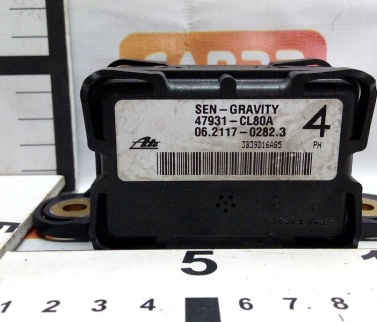 SEN-GRAVITY
47931-CL80A
06.2117-0282.3
4
Ate
3B39D16A85
PH
5
1 2 3 4 6 7. 8